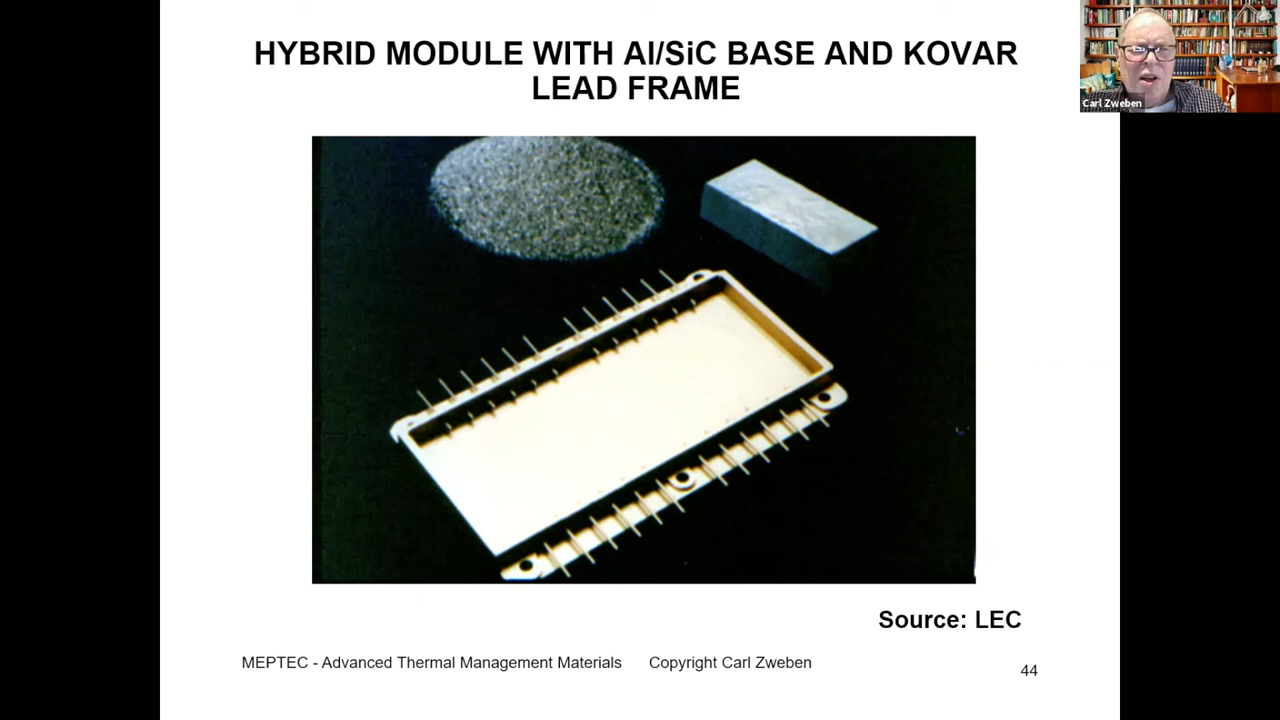 HYBRID MODULE WITH Al/SiC BASE AND KOVAR
LEAD FRAME
Carl Zweben
Source: LEC
MEPTEC - Advanced Thermal Management Materials Copyright Carl Zweben
44